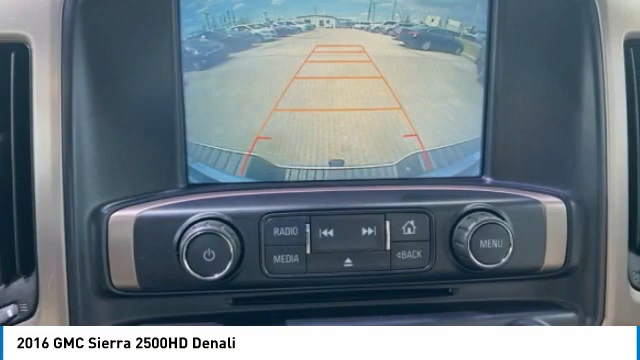 RADIO
MEDIA
BACK
MENU
2016 GMC Sierra 2500HD Denali